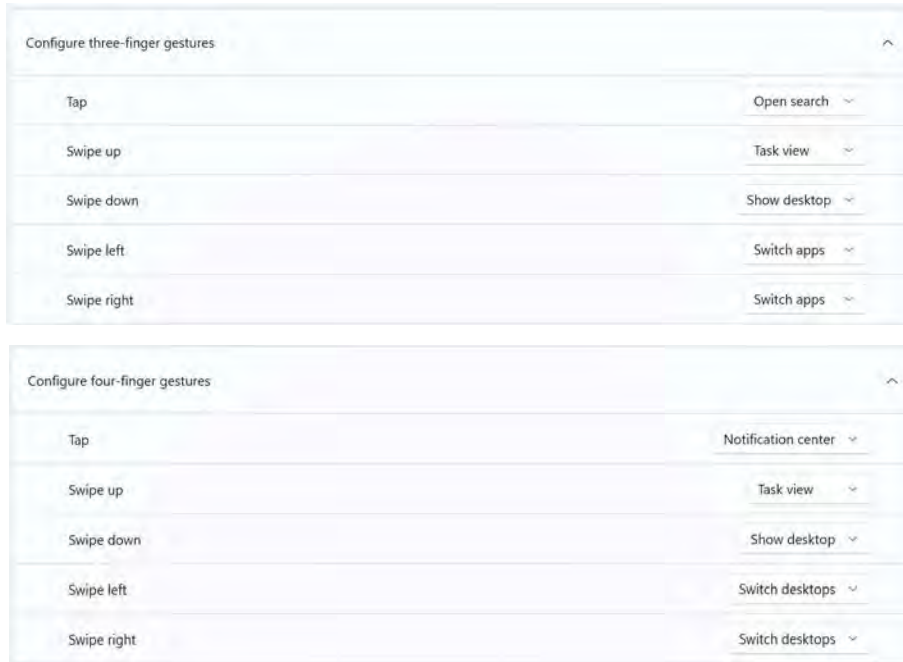 Configure three-finger gestures
Tap Open search
Swipe up Task view
Swipe down Show desktop
Swipe left Switch apps
Swipe right Switch apps
Configure four-finger gestures
Tap Notification center
Swipe up Task view
Swipe down Show desktop
Swipe left Switch desktops
Swipe right Switch desktops